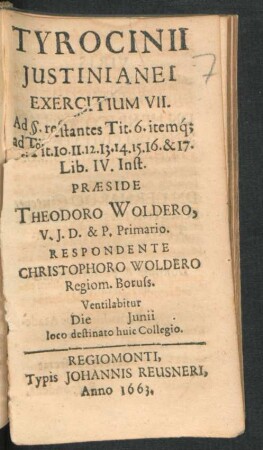 TYROCINII
7
JUSTINIANEI
EXERCITIUM VII.
Ad §. restantes Tit. 6. itemq́;
ad it. 10. 11. 12. 13. 14. 15. 16. & 17.
Lib. IV. Inst.
PRÆSIDE
THEODORO WOLDERO,
V. J. D. & P. Primario.
RESPONDENTE
CHRISTOPHORO WOLDERO
Regiom. Boruss.
Ventilabitur
Die Junii
loco destinato huic Collegio.
REGIOMONTI,
Typis JOHANNIS REUSNERI,
Anno 1663.